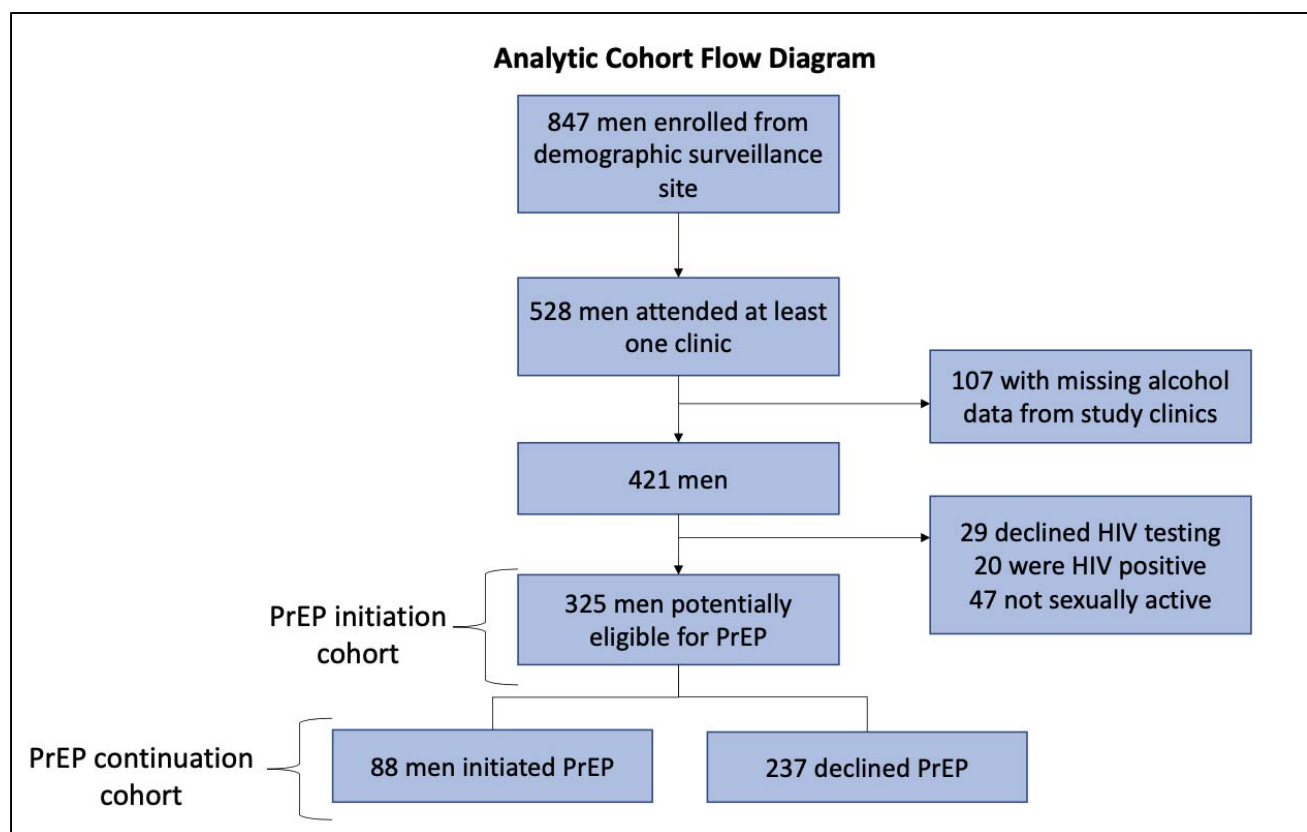 Analytic Cohort Flow Diagram
847 men enrolled from
demographic surveillance
site
528 men attended at least
one clinic
107 with missing alcohol
data from study clinics
421 men
29 declined HIV testing
20 were HIV positive
47 not sexually active
PrEP initiation
cohort
325 men potentially
eligible for PrEP
PrEP continuation
cohort
88 men initiated PrEP
237 declined PrEP